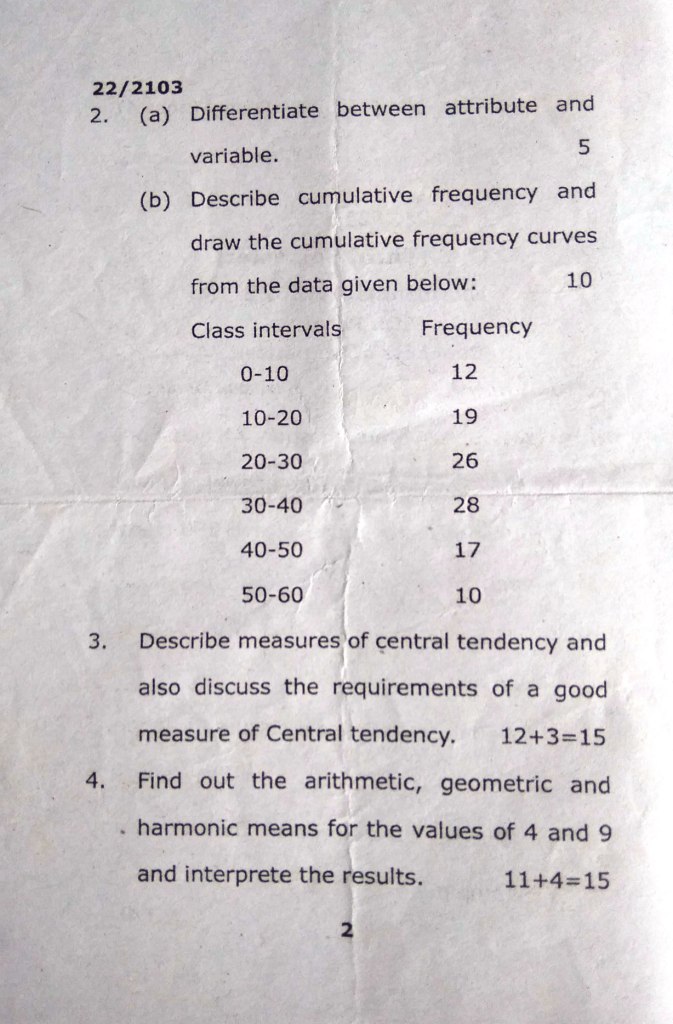 22/2103
2. (a) Differentiate between attribute and
variable. 5
(b) Describe cumulative frequency and
draw the cumulative frequency curves
from the data given below: 10
Class intervals Frequency
0-10 12
10-20 19
20-30 26
30-40 28
40-50 17
50-60 10
3. Describe measures of central tendency and
also discuss the requirements of a good
measure of Central tendency. 12+3=15
4. Find out the arithmetic, geometric and
harmonic means for the values of 4 and 9
and interprete the results. 11+4=15
2